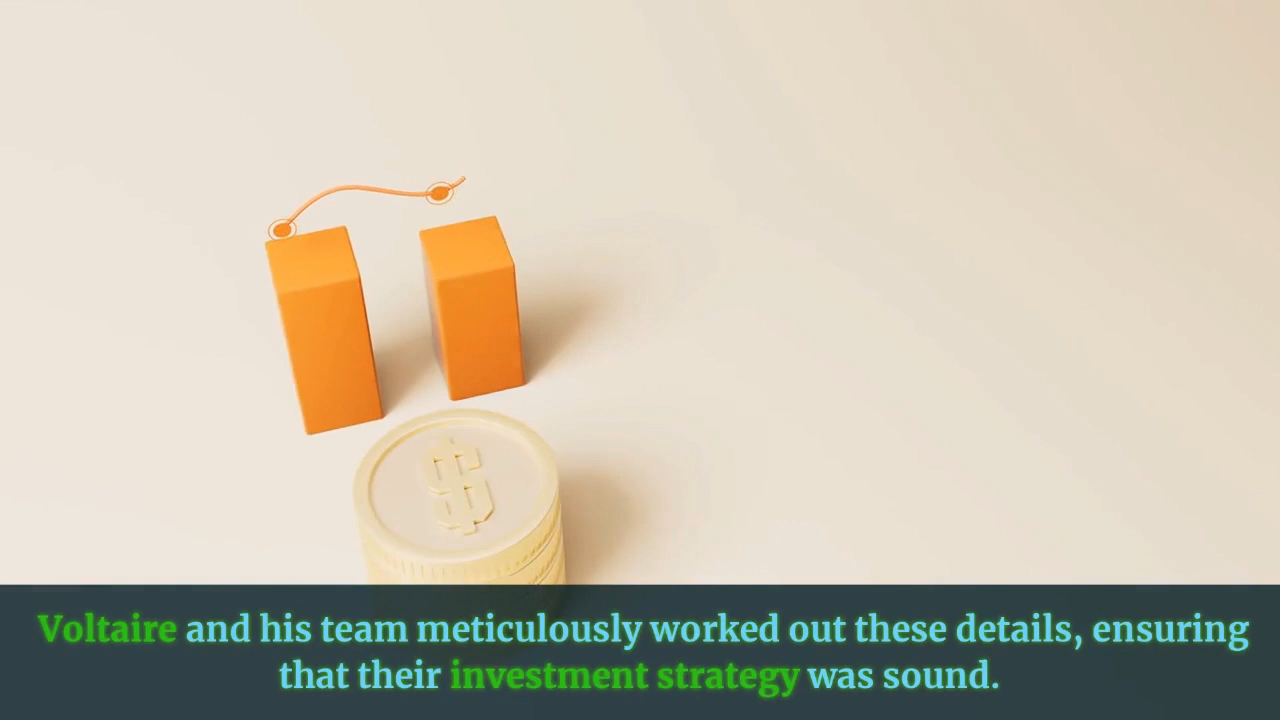 Voltaire and his team meticulously worked out these details, ensuring
that their investment strategy was sound.
$